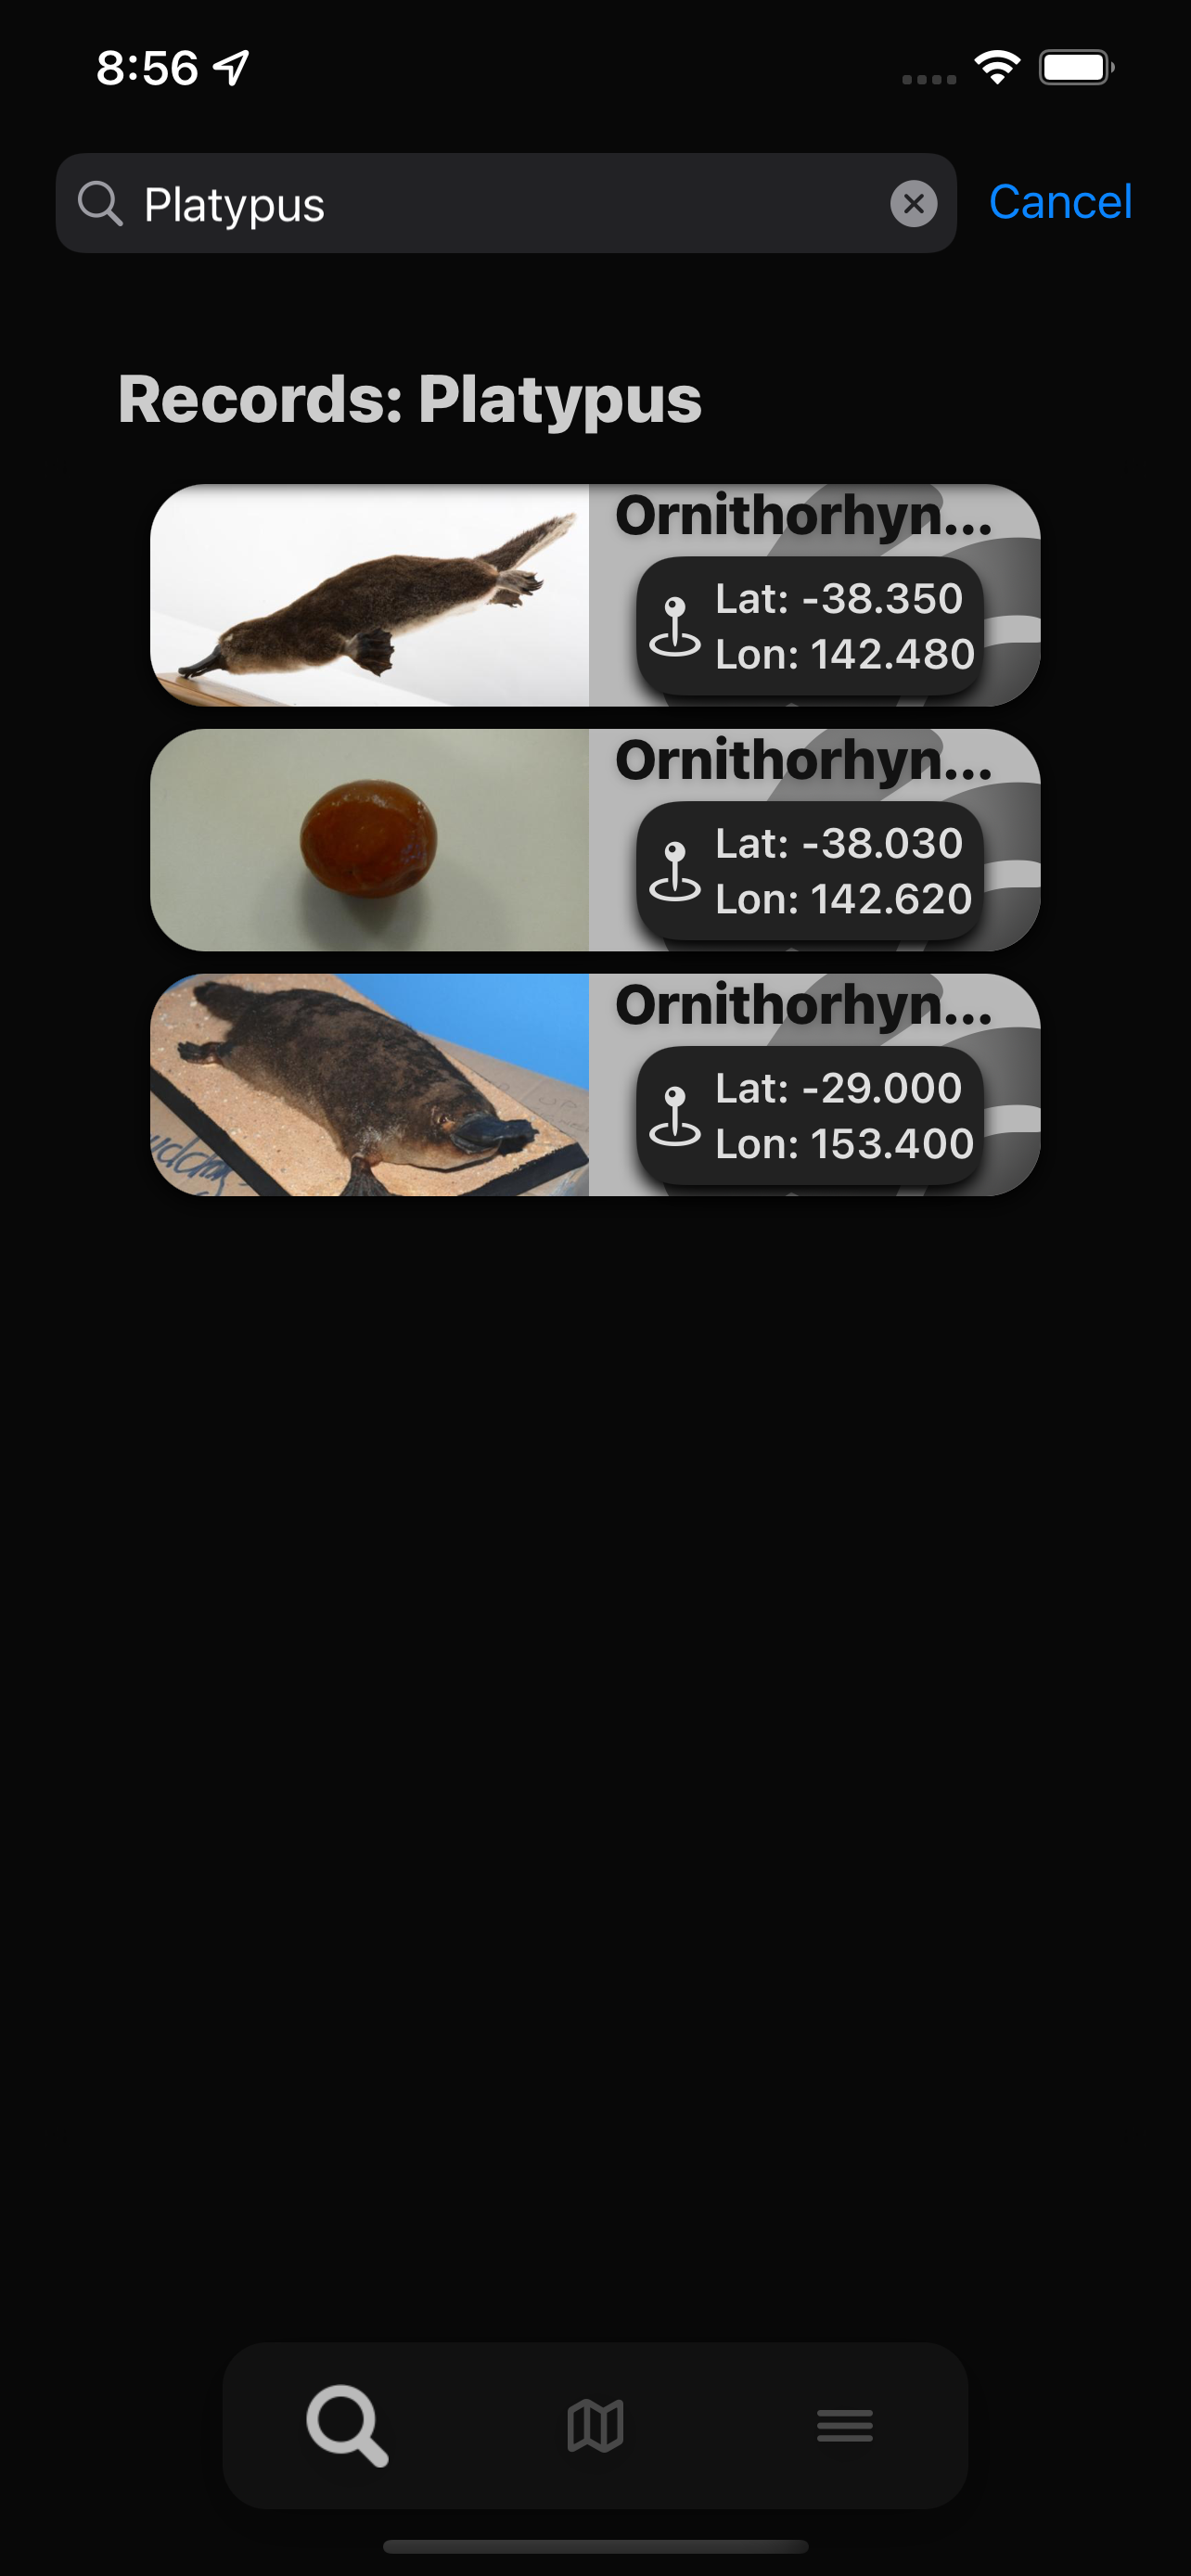 8:56
Platypus
Cancel
Records: Platypus
Ornithorhyn...
Lat: -38.350
Lon: 142.480
Ornithorhyn...
Lat: -38.030
Lon: 142.620
Ornithorhyn...
Lat: -29.000
Lon: 153.400